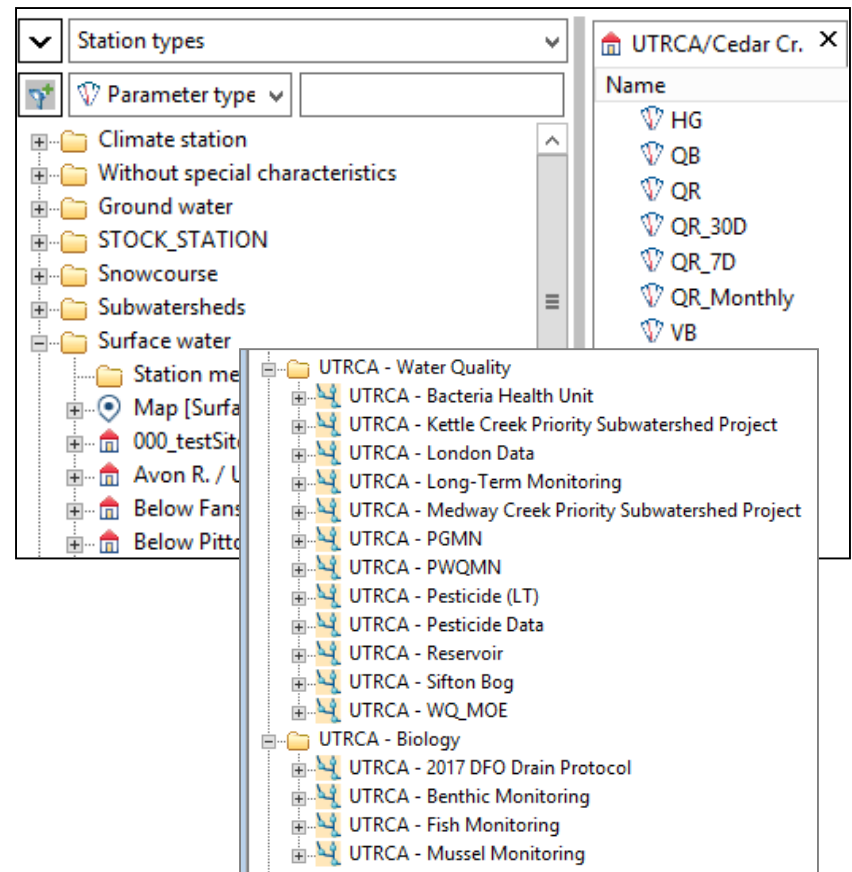 Station types
Parameter type
Climate station
Without special characteristics
Ground water
STOCK_STATION
Snowcourse
Subwatersheds
Surface water
Station me
Map [Surfa
000_testSit
Avon R. / U
Below Fans
Below Pitto
UTRCA/Cedar Cr.
Name
HG
QB
QR
QR_30D
QR_7D
QR_Monthly
VB
UTRCA - Water Quality
UTRCA - Bacteria Health Unit
UTRCA - Kettle Creek Priority Subwatershed Project
UTRCA - London Data
UTRCA - Long-Term Monitoring
UTRCA - Medway Creek Priority Subwatershed Project
UTRCA - PGMN
UTRCA - PWQMN
UTRCA - Pesticide (LT)
UTRCA - Pesticide Data
UTRCA - Reservoir
UTRCA - Sifton Bog
UTRCA - WQ_MOE
UTRCA - Biology
UTRCA - 2017 DFO Drain Protocol
UTRCA - Benthic Monitoring
UTRCA - Fish Monitoring
UTRCA - Mussel Monitoring